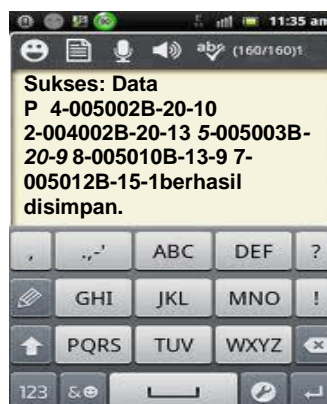 11:35 am
(160/160)1
Sukses: Data
P 4-005002B-20-10
2-004002B-20-13 5-005003B-
20-9 8-005010B-13-9 7-
005012B-15-1berhasil
disimpan.
, .,-' ABC DEF ?
GHI JKL MNO !
PQRS TUV WXYZ
123 &